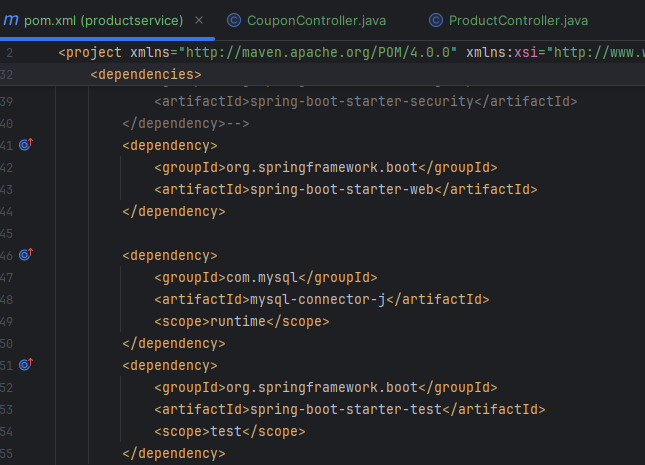 m pom.xml (productservice) × CouponController.java ProductController.java
2 <project xmlns="http://maven.apache.org/POM/4.0.0" xmlns:xsi="http://www.w
32 <dependencies>
39 <artifactId>spring-boot-starter-security</artifactId>
40 </dependency>-->
41 <dependency>
42 <groupId>org.springframework.boot</groupId>
43 <artifactId>spring-boot-starter-web</artifactId>
44 </dependency>
45
46 <dependency>
47 <groupId>com.mysql</groupId>
48 <artifactId>mysql-connector-j</artifactId>
49 <scope>runtime</scope>
50 </dependency>
51 <dependency>
52 <groupId>org.springframework.boot</groupId>
53 <artifactId>spring-boot-starter-test</artifactId>
54 <scope>test</scope>
55 </dependency>